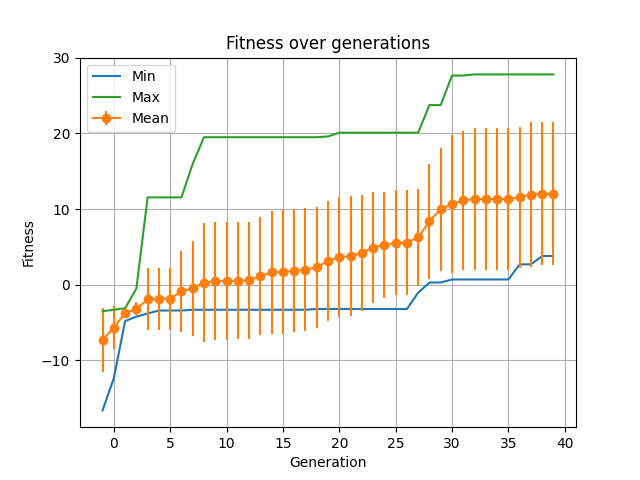 Fitness over generations
Min
Max
Mean
Fitness
30
20
10
0
−10
0 5 10 15 20 25 30 35 40
Generation